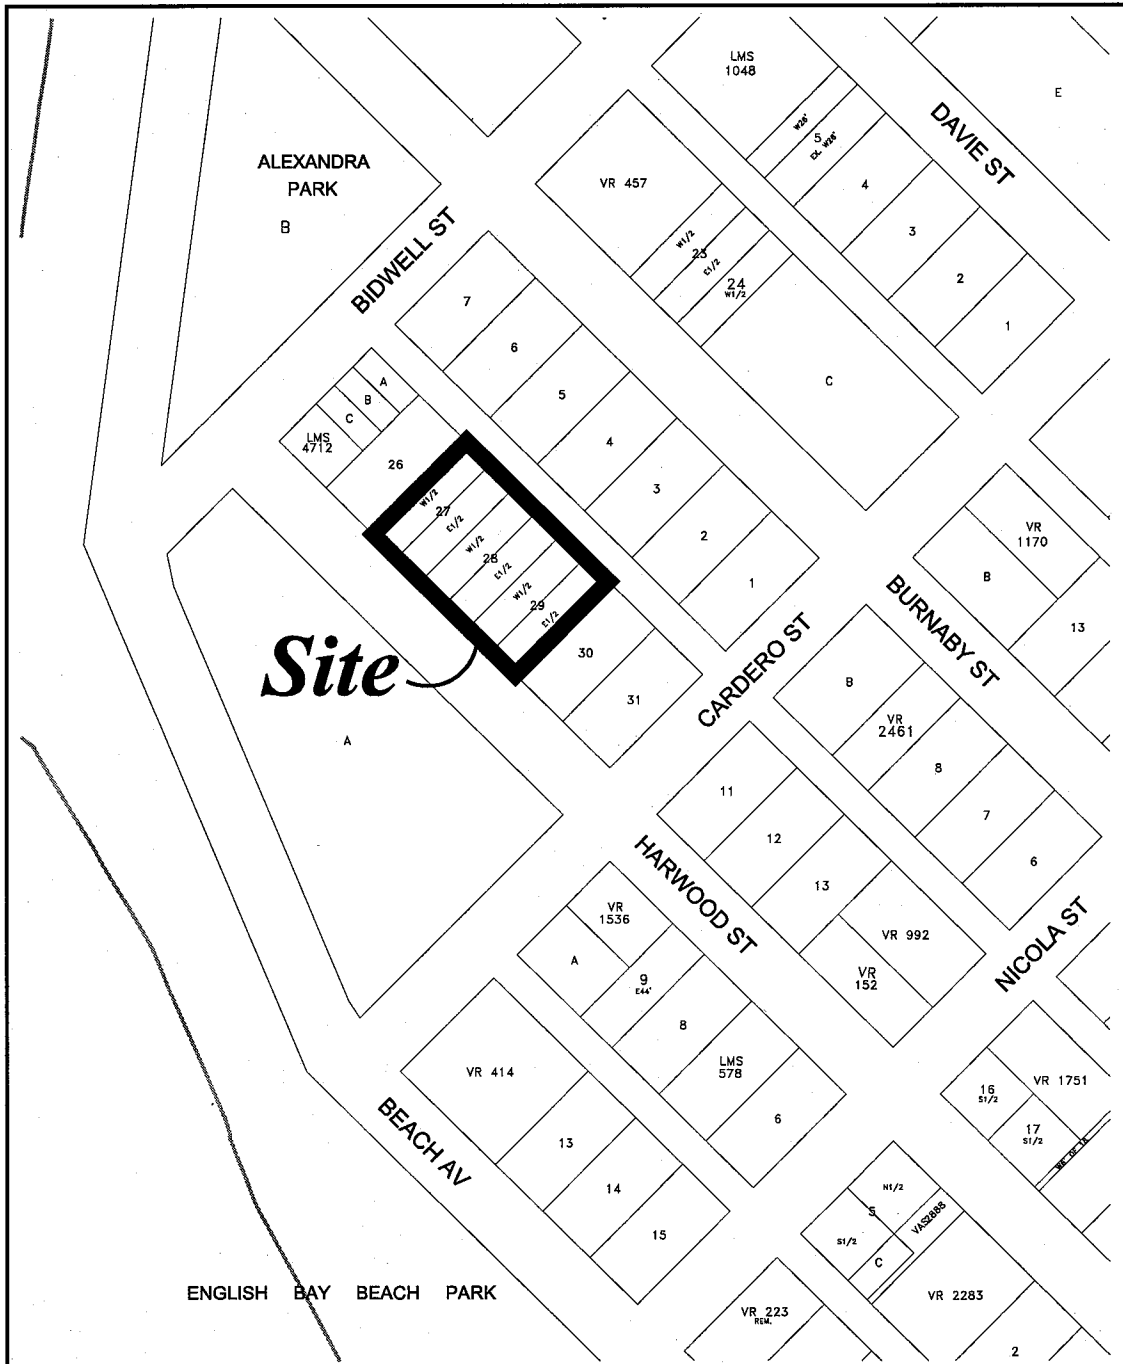 LMS
1048
E
DAVIE ST
W26'
5
EX. W26'
4
3
2
1
ALEXANDRA
PARK
B
VR 457
W1/2
23
E1/2
24
W1/2
C
BIDWELL ST
7
6
5
4
3
2
1
A
B
C
LMS
4712
26
W1/2
27
E1/2
W1/2
28
E1/2
W1/2
29
E1/2
30
31
Site
A
VR
1170
B
13
BURNABY ST
CARDERO ST
B
VR
2461
8
7
6
11
12
13
VR 992
VR
152
HARWOOD ST
NICOLA ST
VR
1536
A
9
E44'
8
LMS
578
6
VR 414
13
14
15
BEACH AV
VR 1751
16
S1/2
17
S1/2
N1/2
5
S1/2
VAS2888
C
VR 2283
2
VR 223
REM.
ENGLISH BAY BEACH PARK